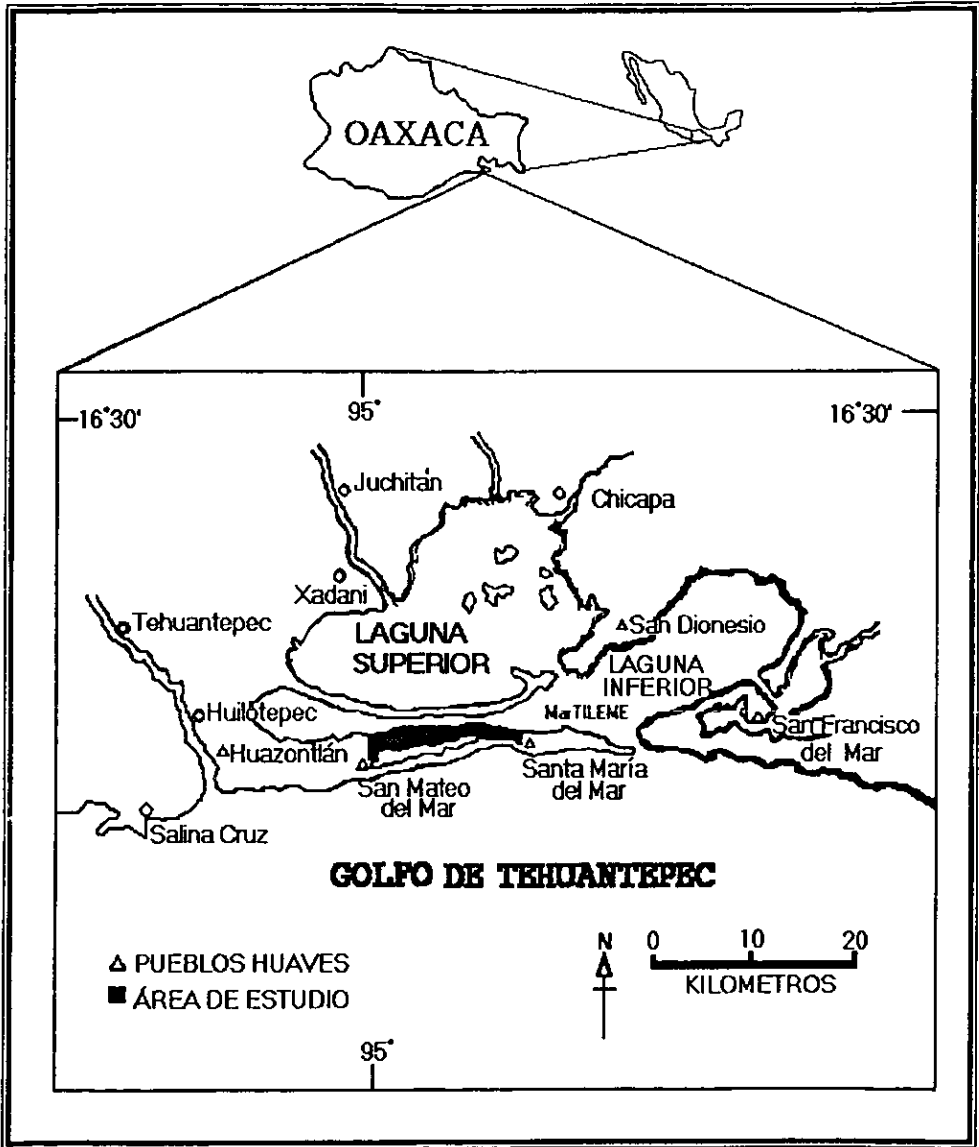 OAXACA
95°
16°30'
16°30'
Juchitán
Chicapa
Xadani
Tehuantepec
LAGUNA
SUPERIOR
San Dionesio
LAGUNA
INFERIOR
Mar TILEME
Huilotepec
San Francisco
del Mar
Huazontlán
Santa María
del Mar
San Mateo
del Mar
Salina Cruz
GOLFO DE TEHUANTEPEC
N
0 10 20
KILOMETROS
PUEBLOS HUAVES
ÁREA DE ESTUDIO
95°